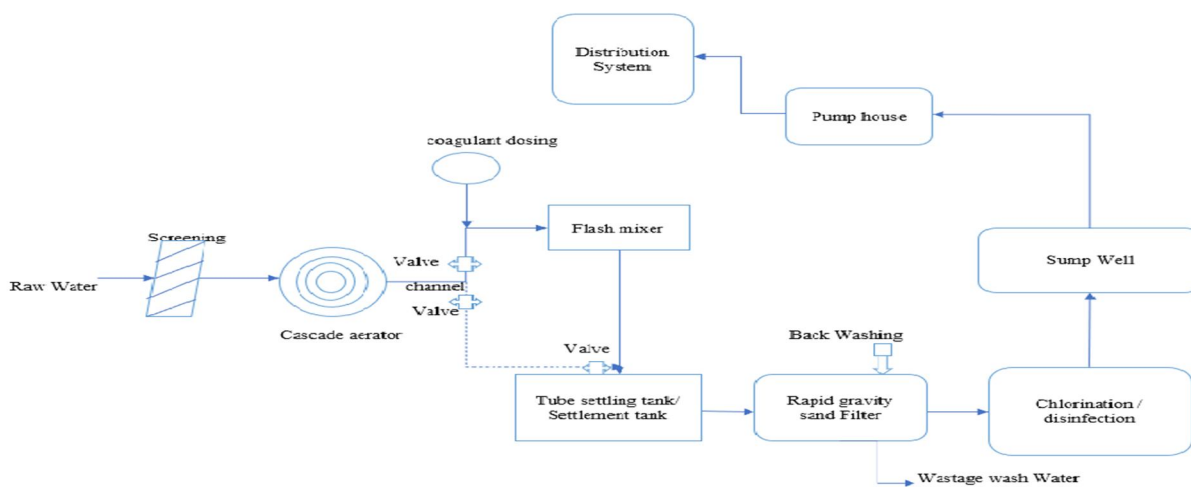 Distribution
System
Pump house
coagulant dosing
Flash mixer
Screening
Valve
Sump Well
Raw Water
channel
Valve
Cascade aerator
Valve
Back Washing
Tube settling tank/
Settlement tank
Rapid gravity
sand Filter
Chlorination /
disinfection
Wastage wash Water